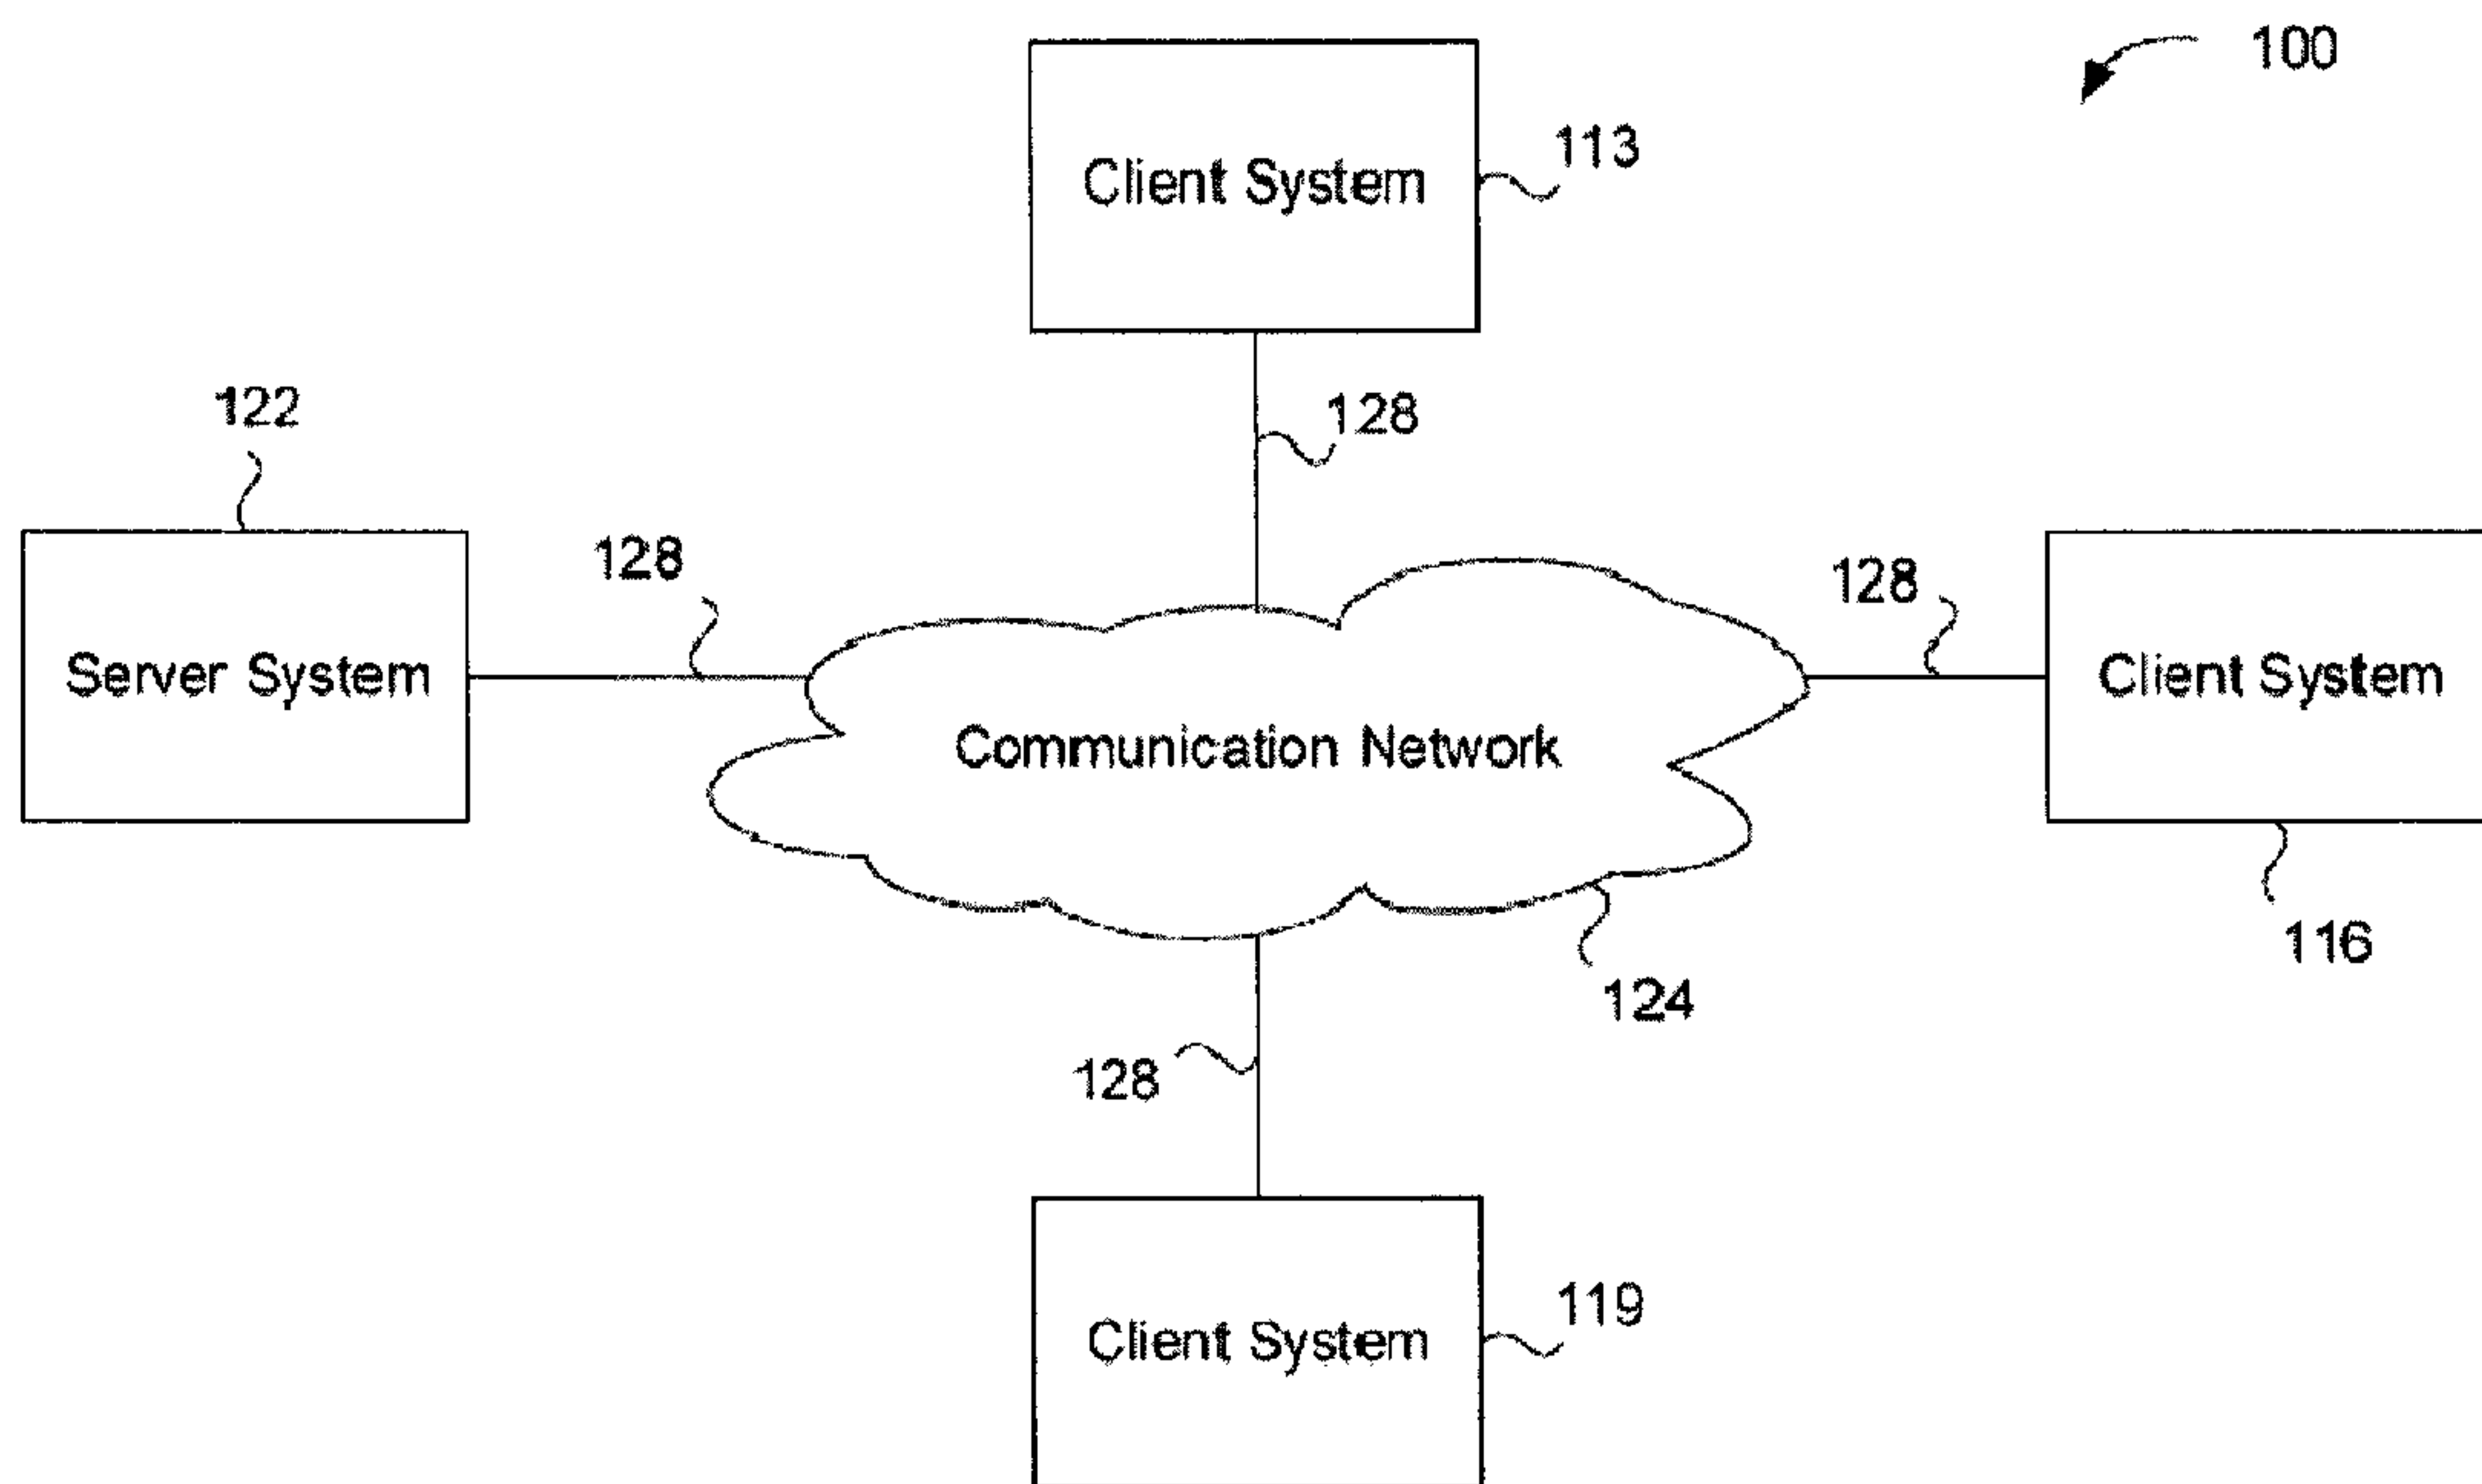 100
113
Client System
128
122
128
128
Server System
Client System
Communication Network
116
124
128
119
Client System